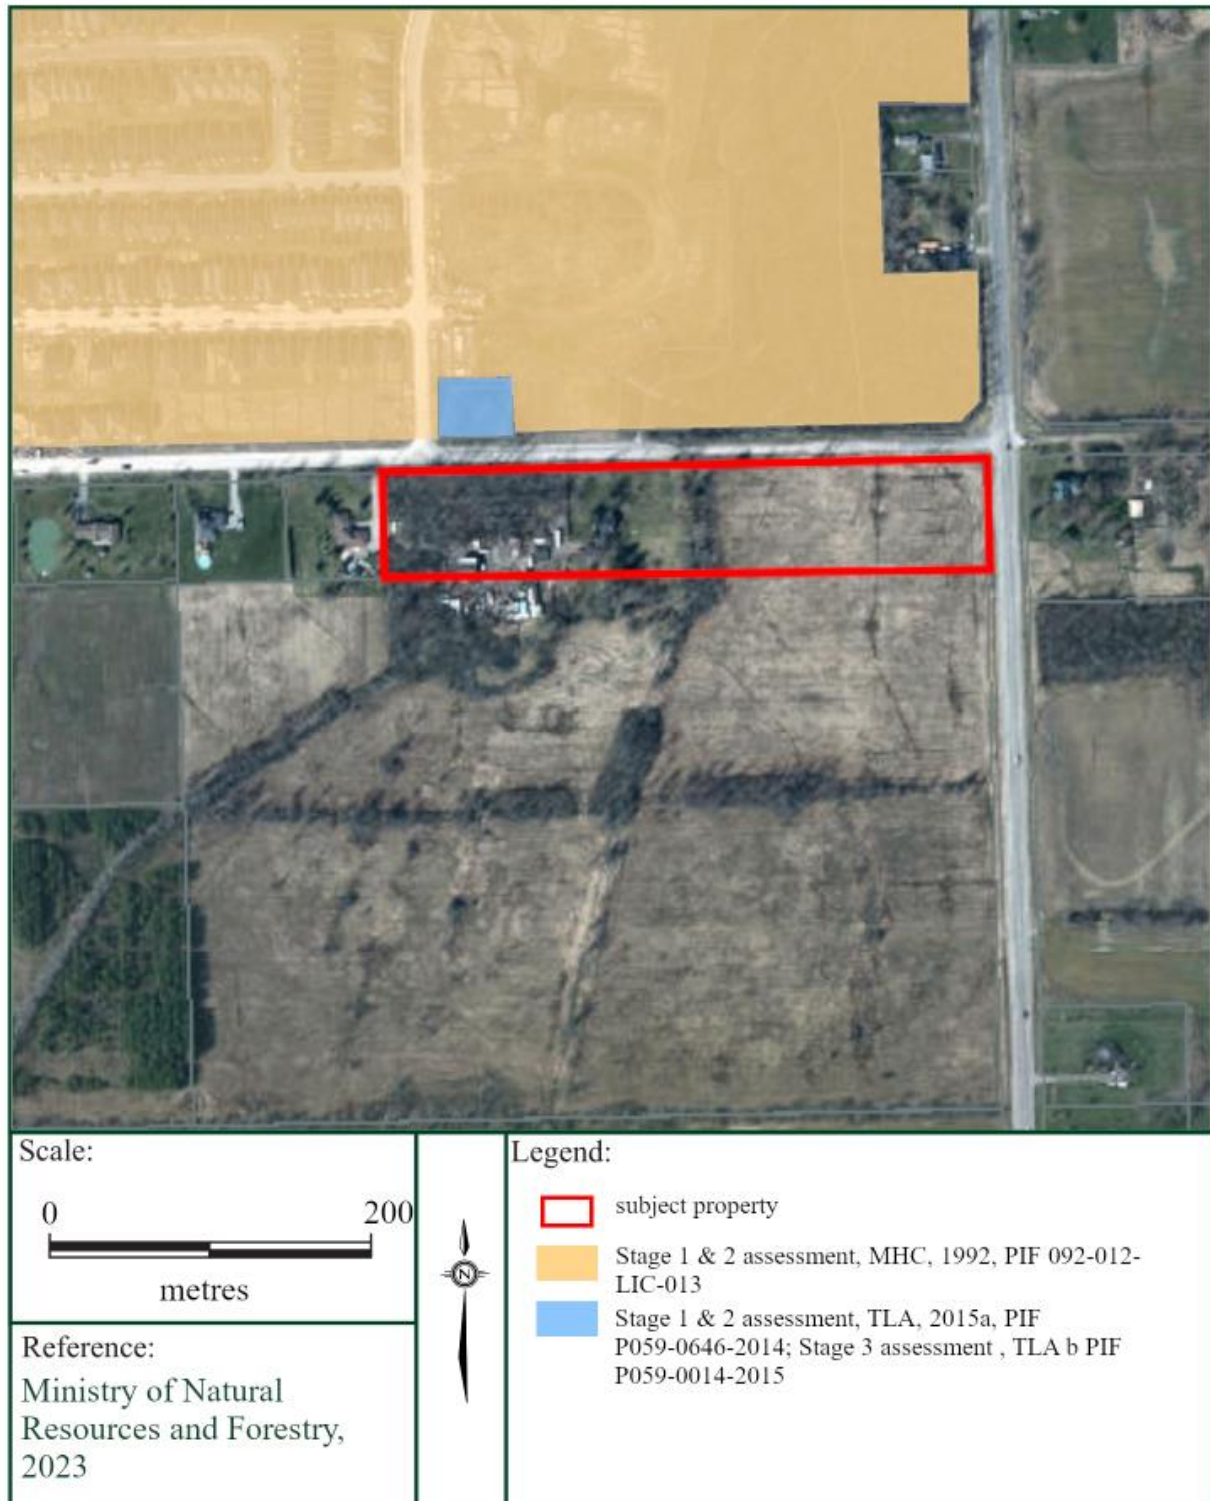 Scale:
0 200
metres
Reference:
Ministry of Natural
Resources and Forestry,
2023
N
Legend:
subject property
Stage 1 & 2 assessment, MHC, 1992, PIF 092-012-
LIC-013
Stage 1 & 2 assessment, TLA, 2015a, PIF
P059-0646-2014; Stage 3 assessment , TLA b PIF
P059-0014-2015